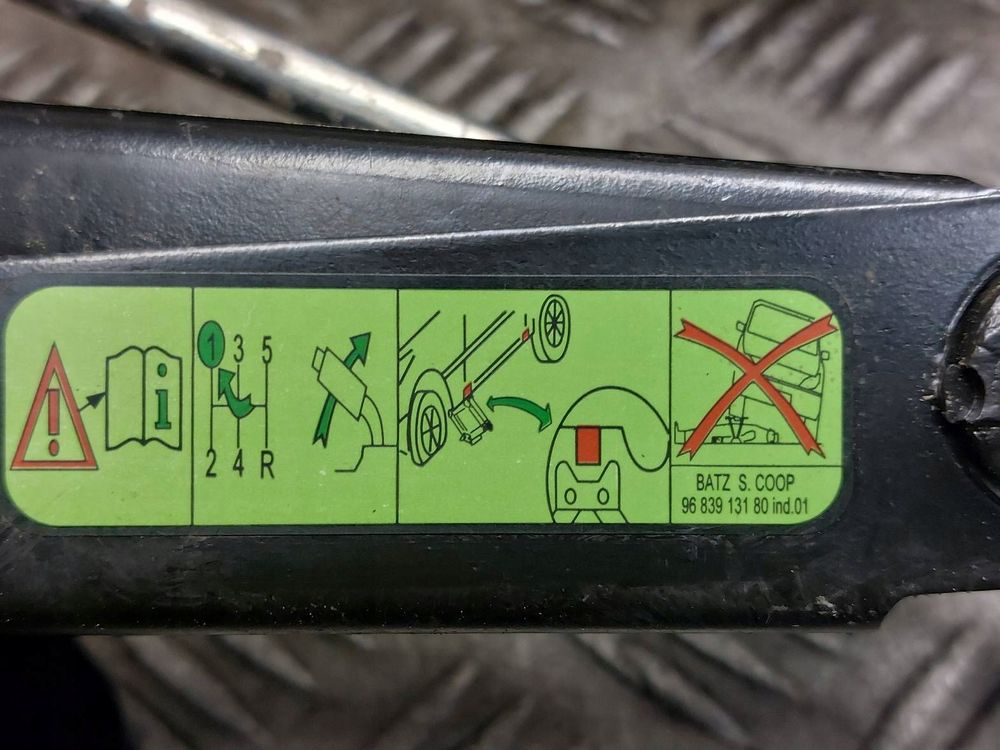 !
i
1 3 5
2 4 R
BATZ S. COOP
96 839 131 80 ind.01